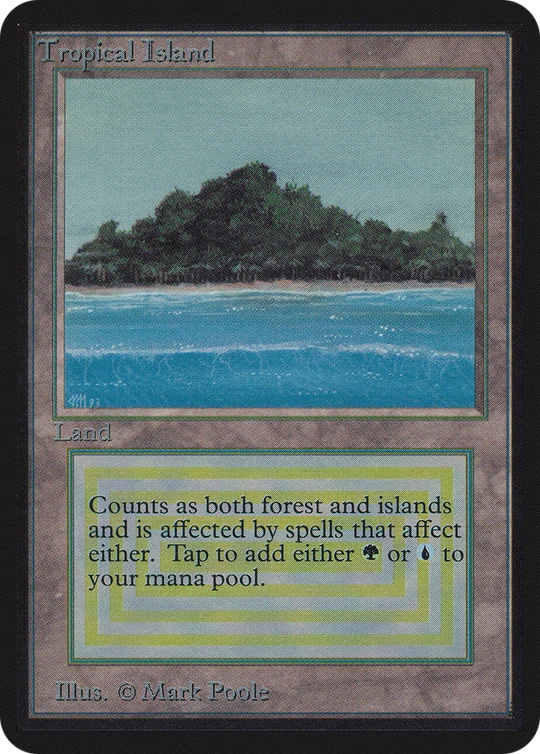 Tropical Island
Land
Counts as both forest and islands
and is affected by spells that affect
either. Tap to add either or to
your mana pool.
Illus. © Mark Poole